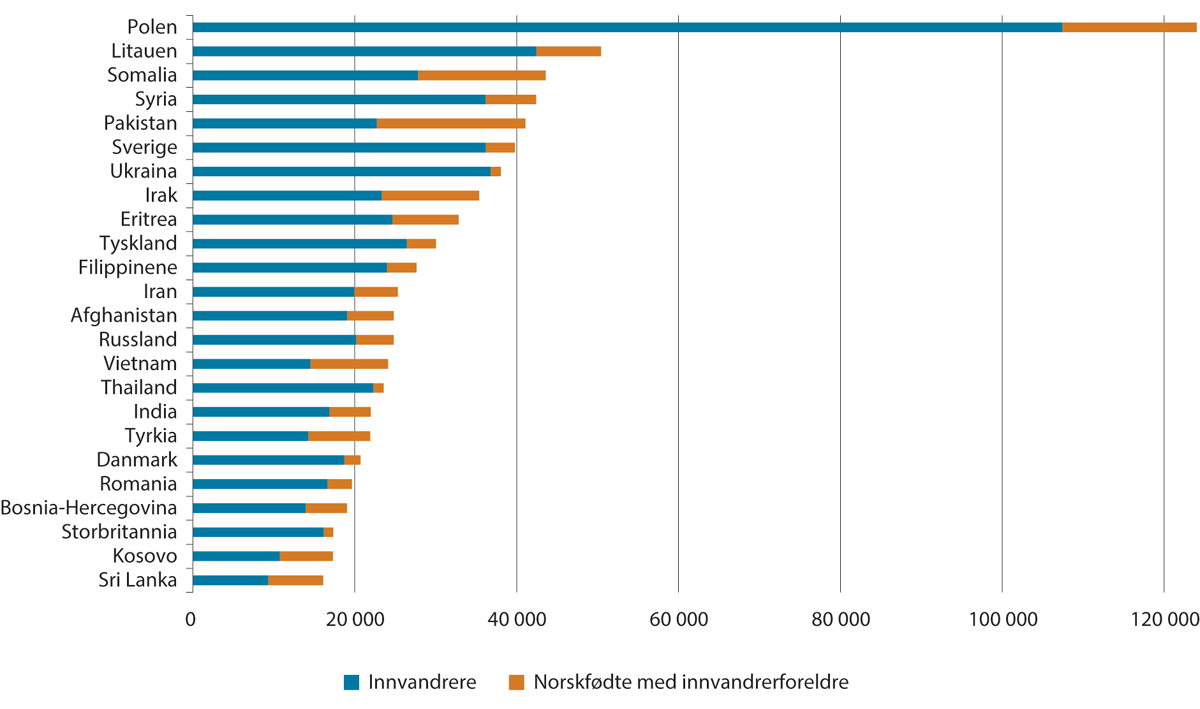 Polen
Litauen
Somalia
Syria
Pakistan
Sverige
Ukraina
Irak
Eritrea
Tyskland
Filippinene
Iran
Afghanistan
Russland
Vietnam
Thailand
India
Tyrkia
Danmark
Romania
Bosnia-Hercegovina
Storbritannia
Kosovo
Sri Lanka
0 20 000 40 000 60 000 80 000 100 000 120 000
Innvandrere Norskfødte med innvandrerforeldre